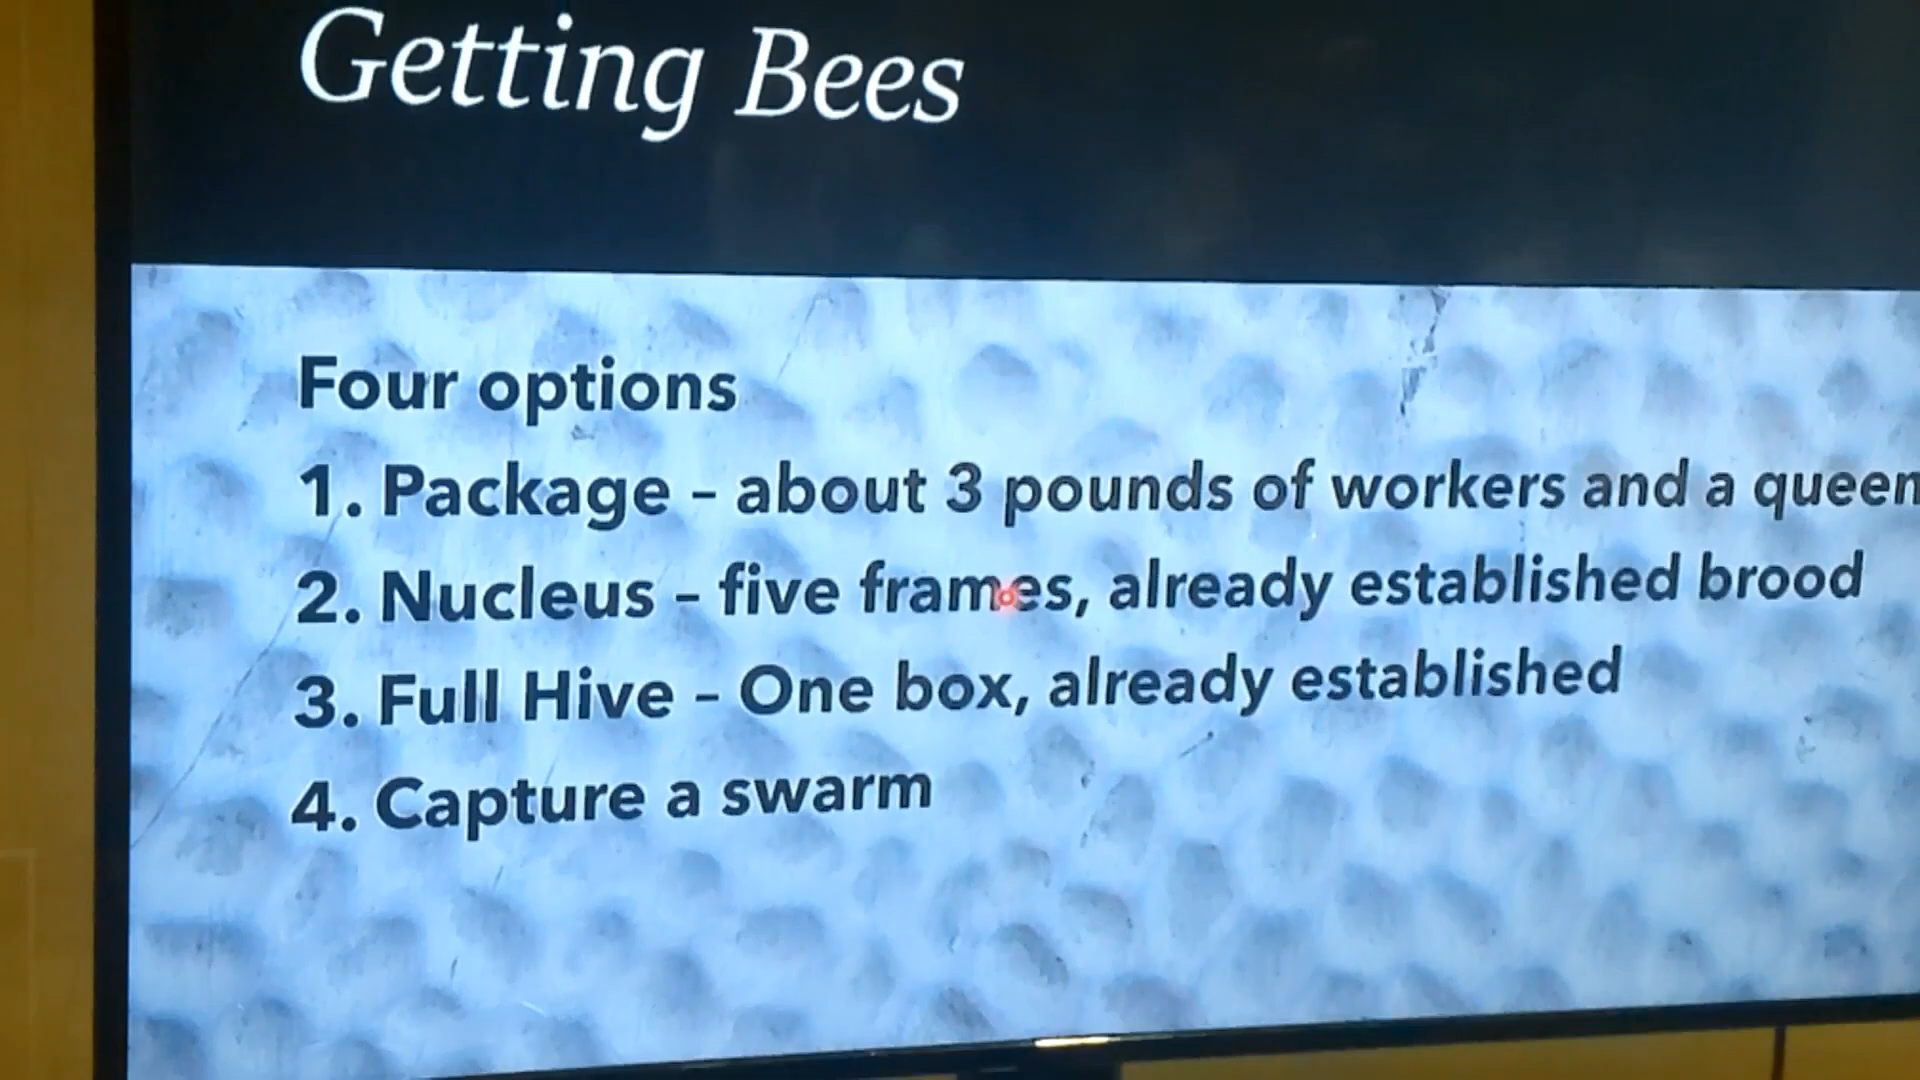 Getting Bees
Four options
1. Package – about 3 pounds of workers and a queen
2. Nucleus – five frames, already established brood
3. Full Hive – One box, already established
4. Capture a swarm